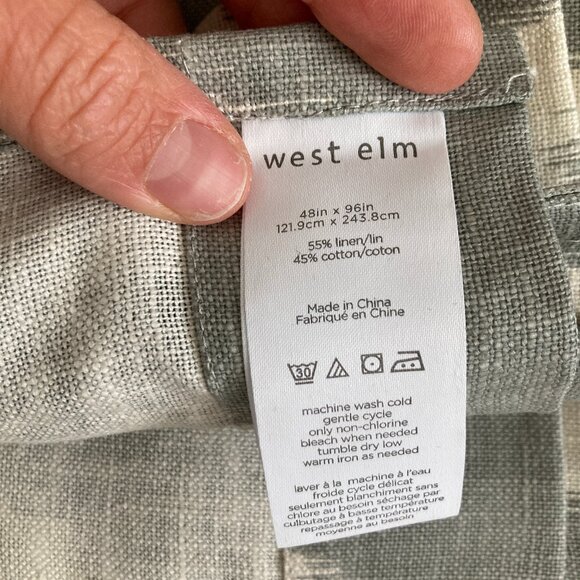 west elm
48in x 96in
121.9cm x 243.8cm
55% linen/lin
45% cotton/coton
Made in China
Fabriqué en Chine
30
machine wash cold
gentle cycle
only non-chlorine
bleach when needed
tumble dry low
warm iron as needed
laver à la machine à l'eau
froide cycle délicat
seulement blanchiment sans
chlore au besoin séchage par
culbutage à basse température
repassage à température
moyenne au besoin